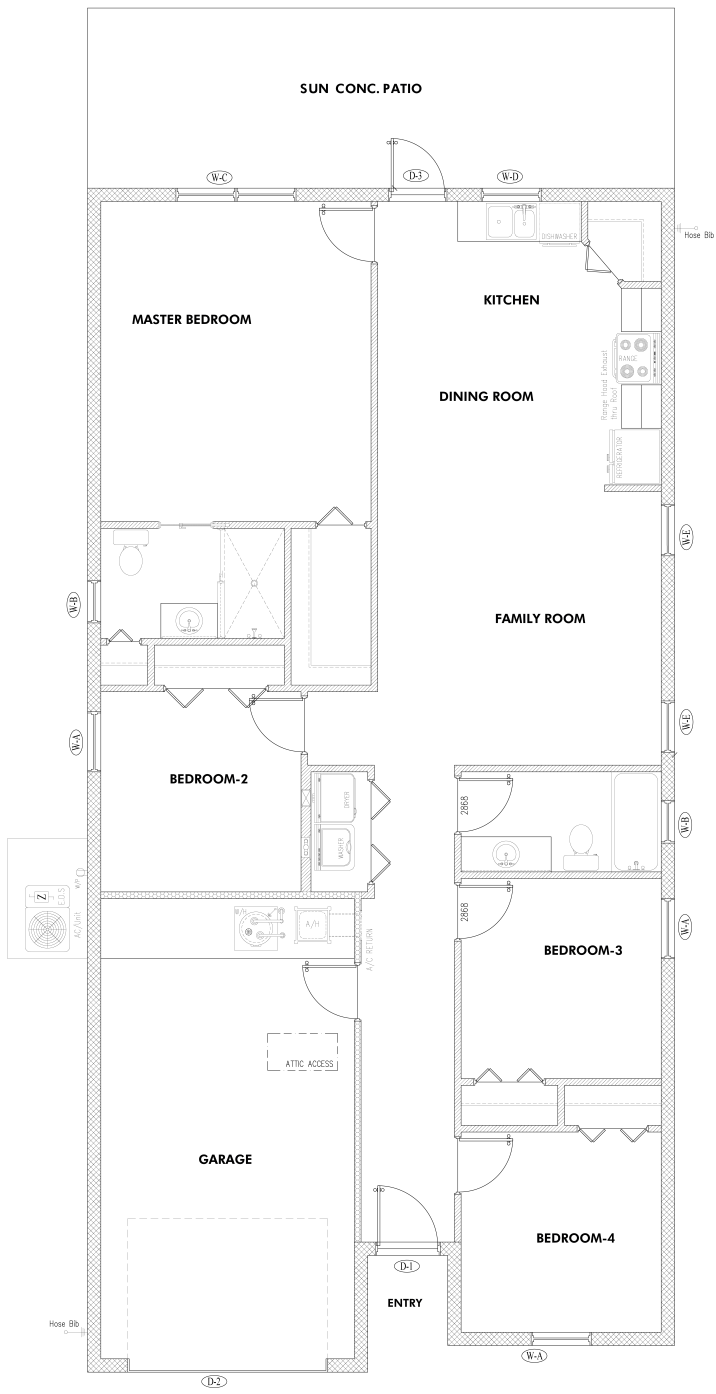 SUN CONC. PATIO
W-C
D-3
W-D
Hose Bib
DISHWASHER
KITCHEN
MASTER BEDROOM
RANGE
Range Hood Exhaust
thru Roof
DINING ROOM
REFRIGERATOR
W-E
W-B
FAMILY ROOM
W-E
W-A
BEDROOM-2
DRYER
WASHER
2868
W-B
W/P
E.D.S
Z
AC/Unit
W/H
A/H
A/C RETURN
2868
W-A
BEDROOM-3
ATTIC ACCESS
GARAGE
BEDROOM-4
D-1
ENTRY
Hose Bib
W-A
D-2